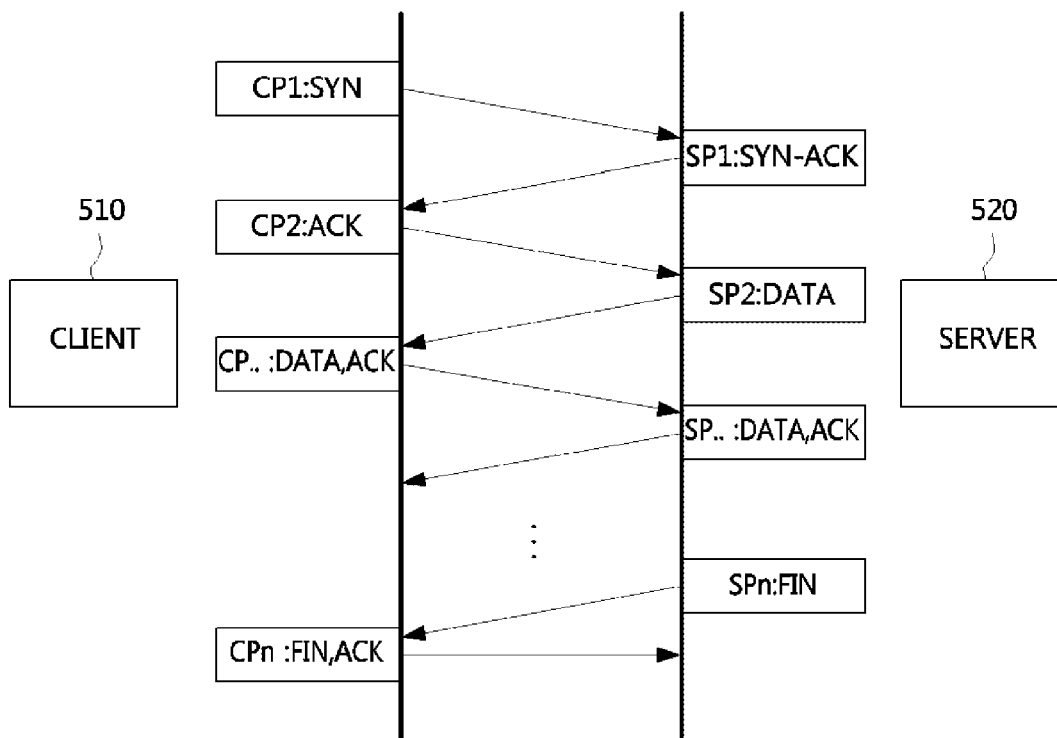 CP1:SYN
SP1:SYN-ACK
510
CP2:ACK
520
SP2:DATA
CLIENT
SERVER
CP.. :DATA,ACK
SP.. :DATA,ACK
SPn:FIN
CPn :FIN,ACK